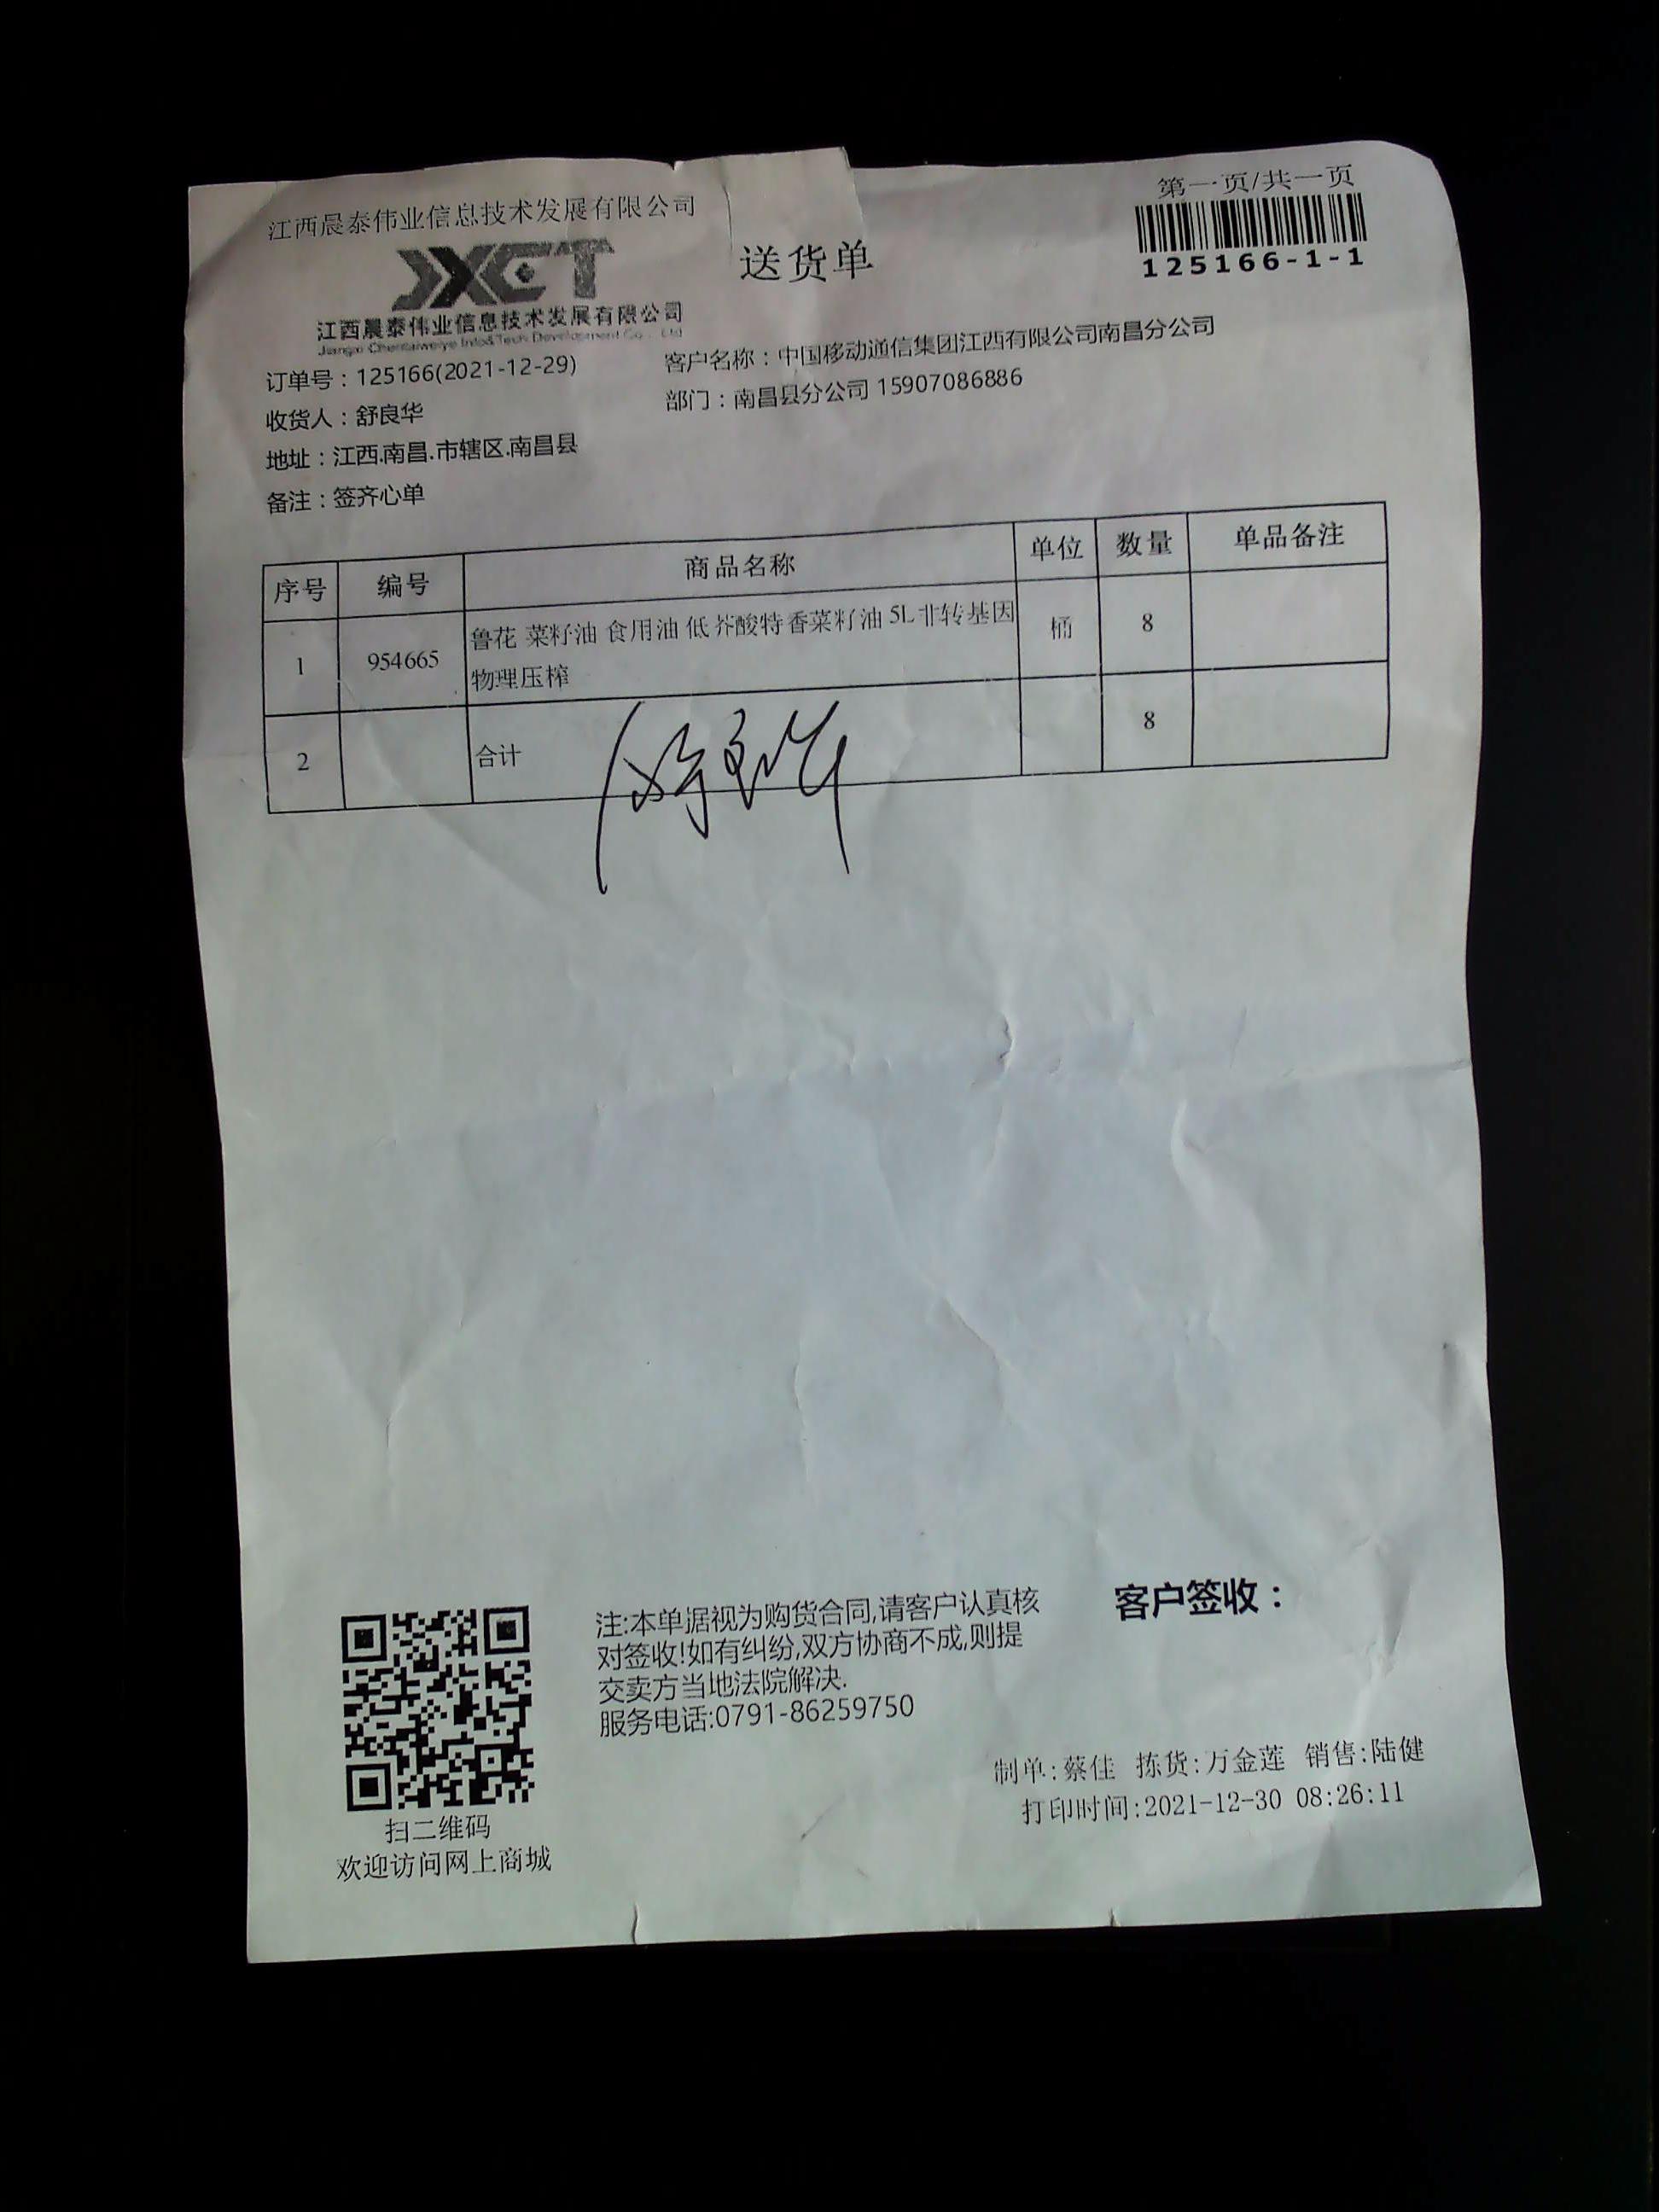 第一页/共一页
江西晨泰伟业信息技术发展有限公司
JXCT
送货单
125166-1-1
江西晨泰伟业信息技术发展有限公司
Jiangxi Chentaiweiye Info&Tech Development Co., Ltd
订单号：125166(2021-12-29)
客户名称：中国移动通信集团江西有限公司南昌分公司
收货人：舒良华
部门：南昌县分公司 15907086886
地址：江西.南昌.市辖区.南昌县
备注：签齐心单
序号 编号 商品名称 单位 数量 单品备注
1 954665 鲁花 菜籽油 食用油 低芥酸特香菜籽油 5L 非转基因 桶 8
物理压榨
2 合计 8
注:本单据视为购货合同,请客户认真核
对签收!如有纠纷,双方协商不成,则提
交卖方当地法院解决.
服务电话:0791-86259750
客户签收：
制单:蔡佳 拣货:万金莲 销售:陆健
打印时间:2021-12-30 08:26:11
扫二维码
欢迎访问网上商城